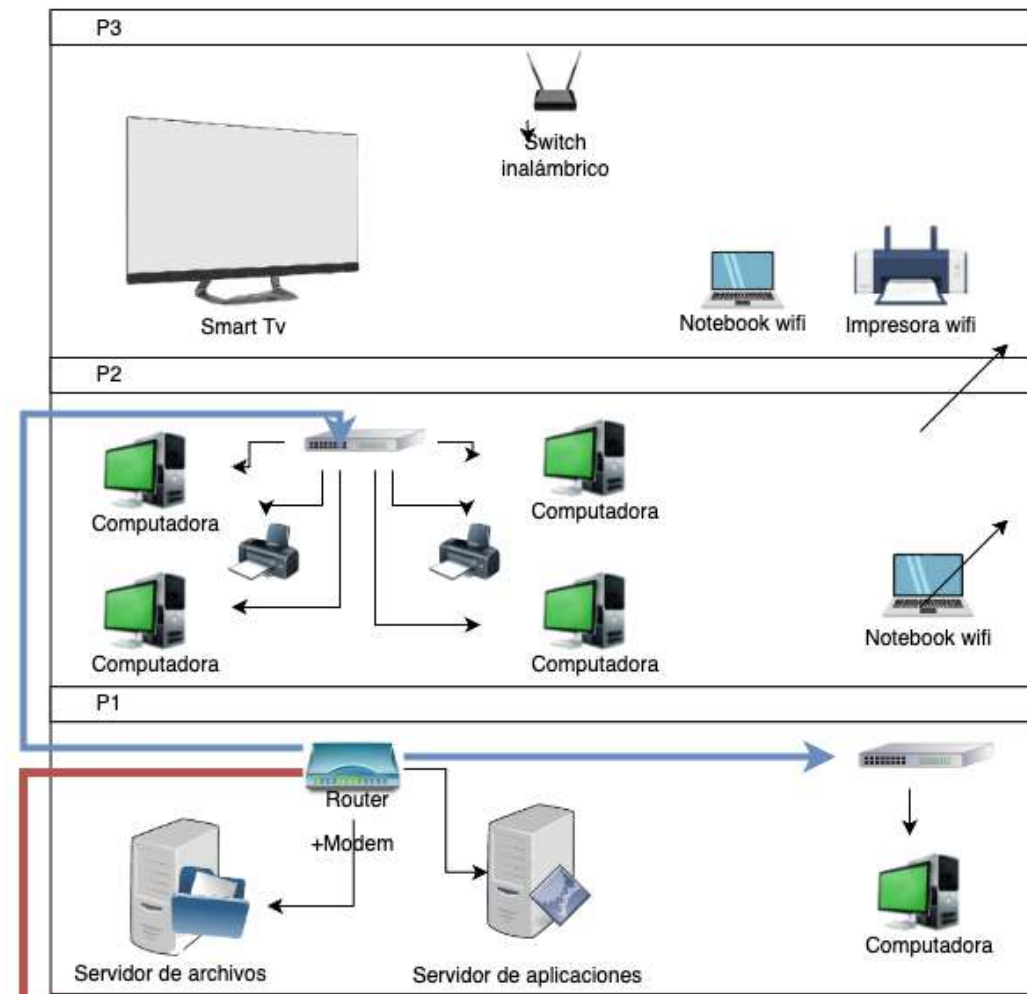 P3
Switch
inalámbrico
Smart Tv
Notebook wifi
Impresora wifi
P2
Computadora
Computadora
Computadora
Computadora
Notebook wifi
P1
Router
+Modem
Servidor de archivos
Servidor de aplicaciones
Computadora